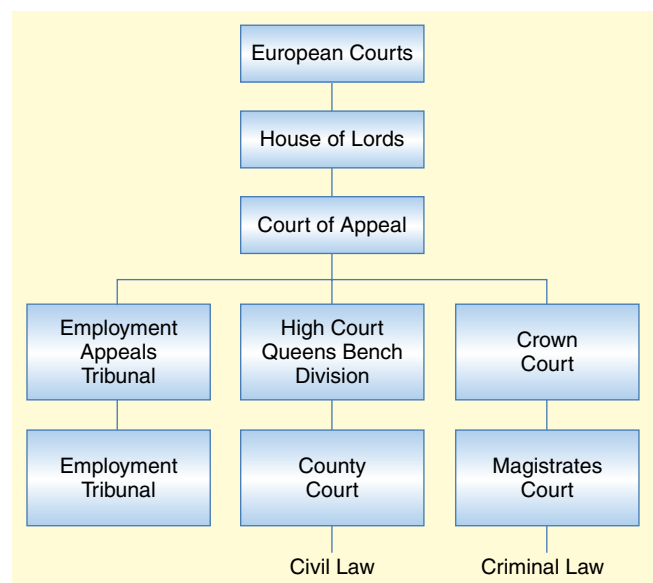 European Courts
House of Lords
Court of Appeal
Employment
Appeals
Tribunal
High Court
Queens Bench
Division
Crown
Court
Employment
Tribunal
County
Court
Magistrates
Court
Civil Law
Criminal Law